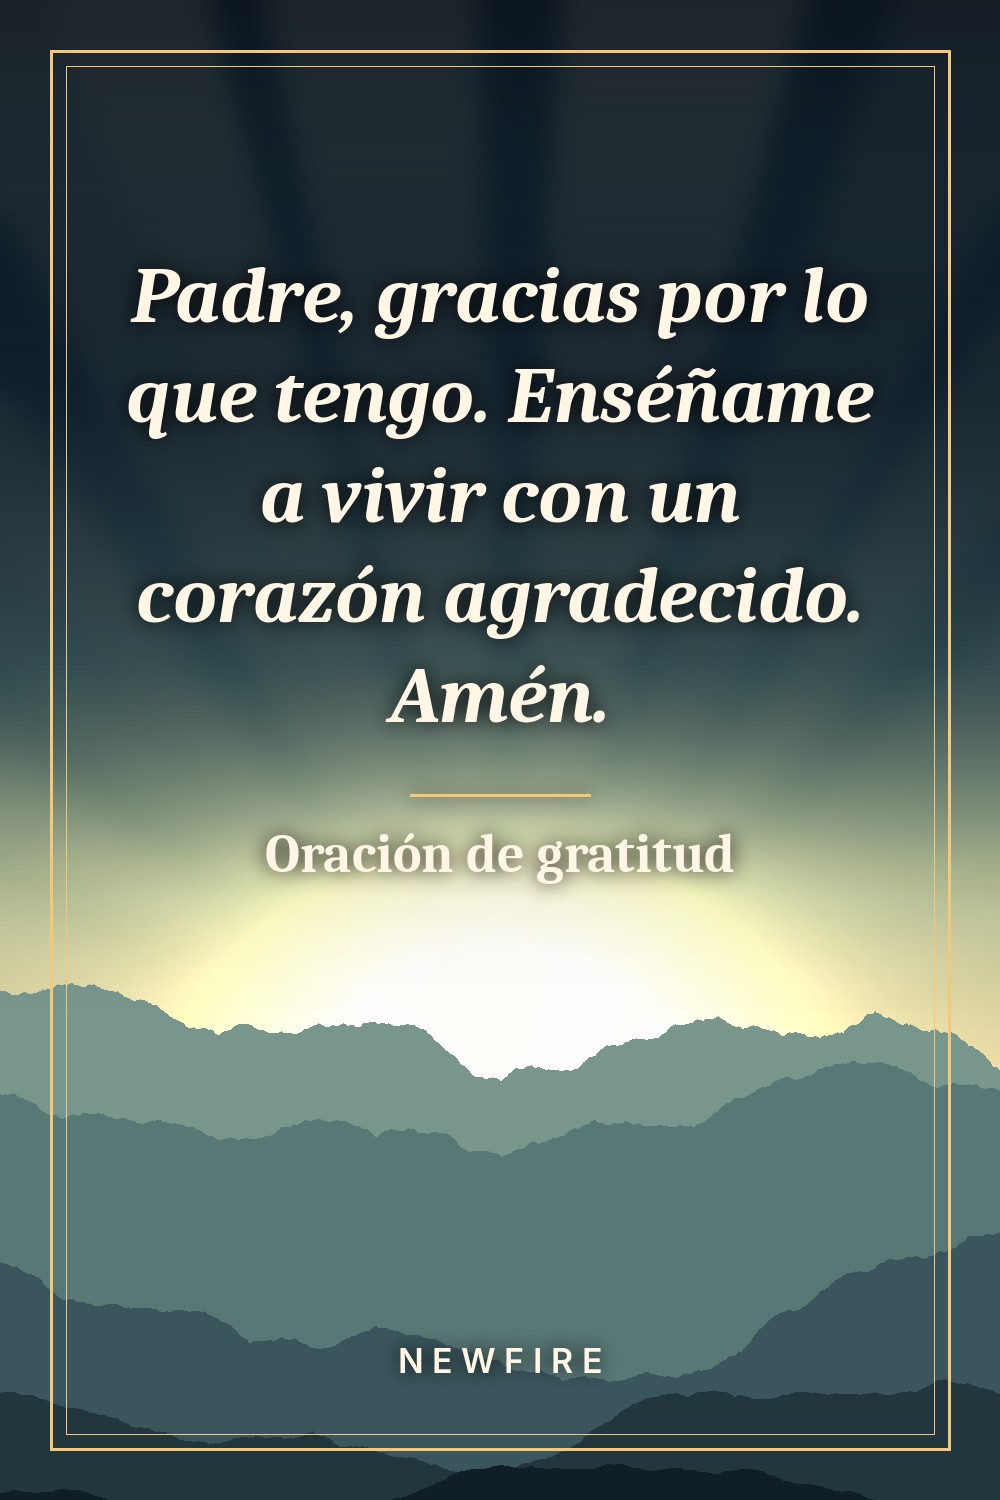 Padre, gracias por lo
que tengo. Enséñame
a vivir con un
corazón agradecido.
Amén.
Oración de gratitud
NEWFIRE